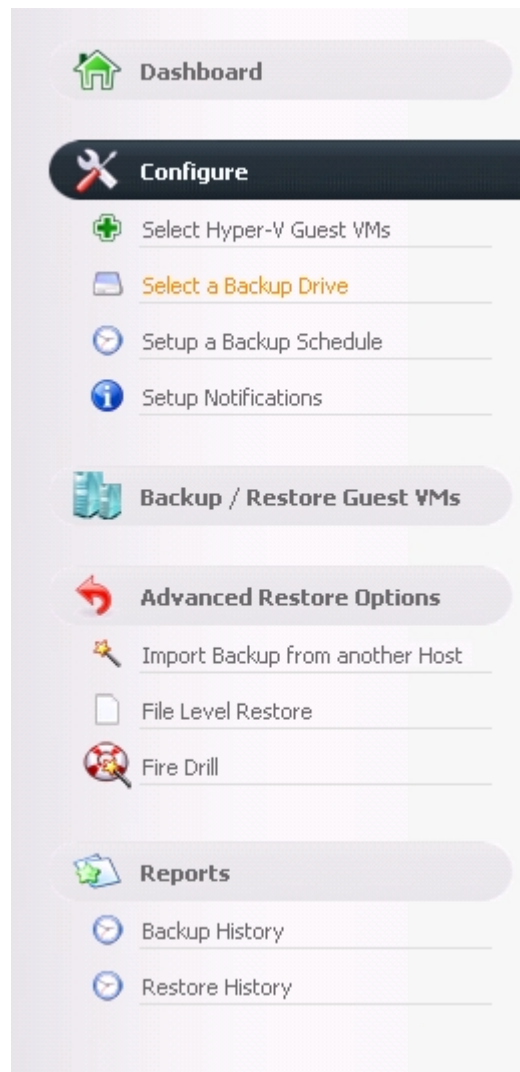 Dashboard
Configure
Select Hyper-V Guest VMs
Select a Backup Drive
Setup a Backup Schedule
Setup Notifications
Backup / Restore Guest VMs
Advanced Restore Options
Import Backup from another Host
File Level Restore
Fire Drill
Reports
Backup History
Restore History